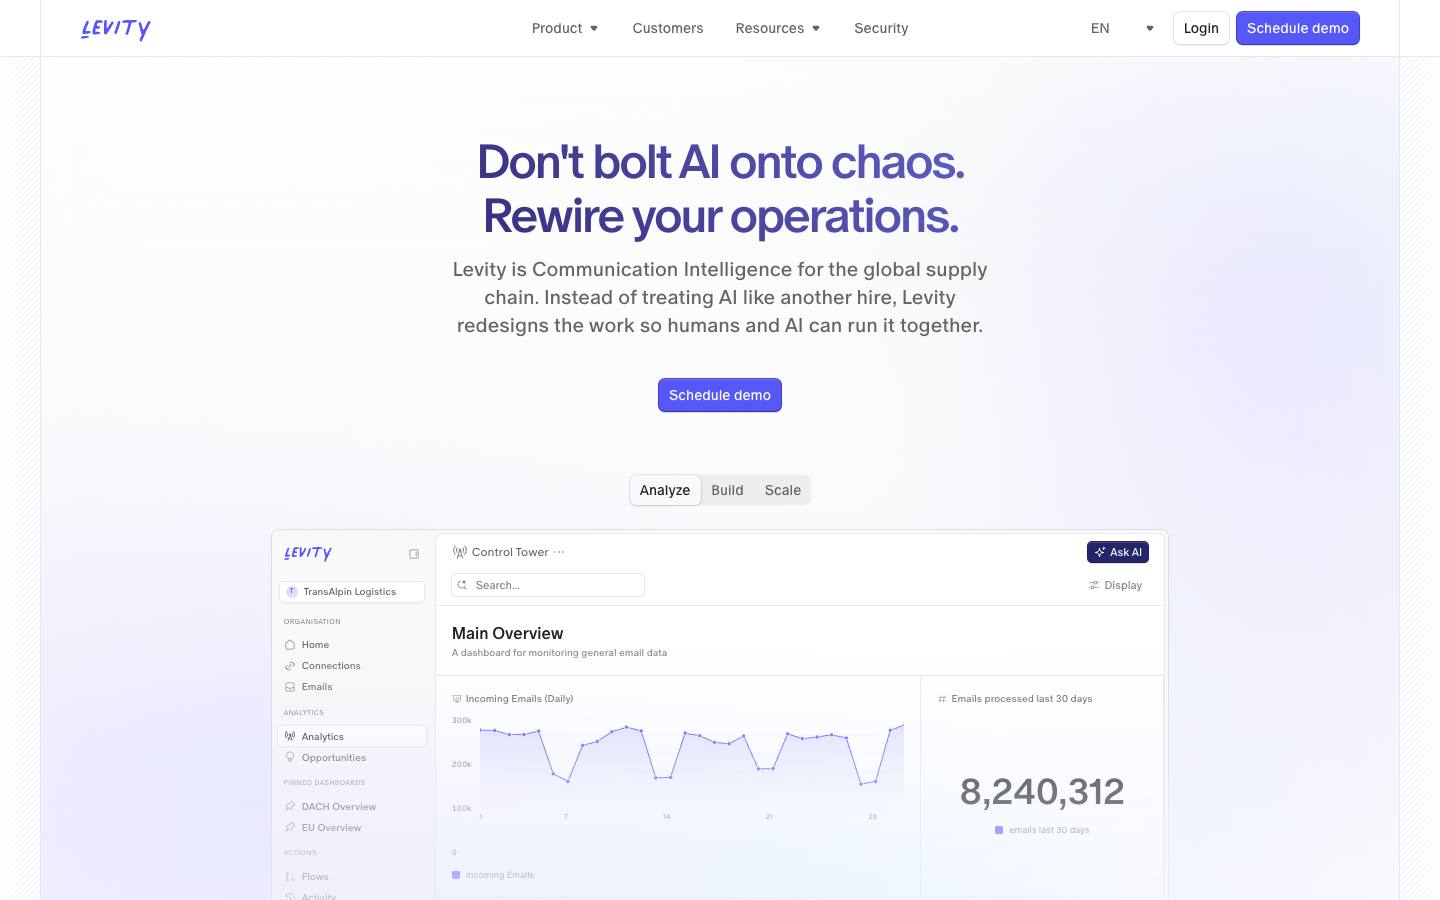 LEVITY
Product
Customers
Resources
Security
EN
Login
Schedule demo
Don't bolt AI onto chaos.
Rewire your operations.
Levity is Communication Intelligence for the global supply
chain. Instead of treating AI like another hire, Levity
redesigns the work so humans and AI can run it together.
Schedule demo
Analyze
Build
Scale
LEVITY
T TransAlpin Logistics
ORGANISATION
Home
Connections
Emails
ANALYTICS
Analytics
Opportunities
PINNED DASHBOARDS
DACH Overview
EU Overview
ACTIONS
Flows
Activity
Control Tower ···
Ask AI
Search...
Display
Main Overview
A dashboard for monitoring general email data
Incoming Emails (Daily)
300k
200k
100k
0
1 7 14 21 28
Incoming Emails
# Emails processed last 30 days
8,240,312
emails last 30 days